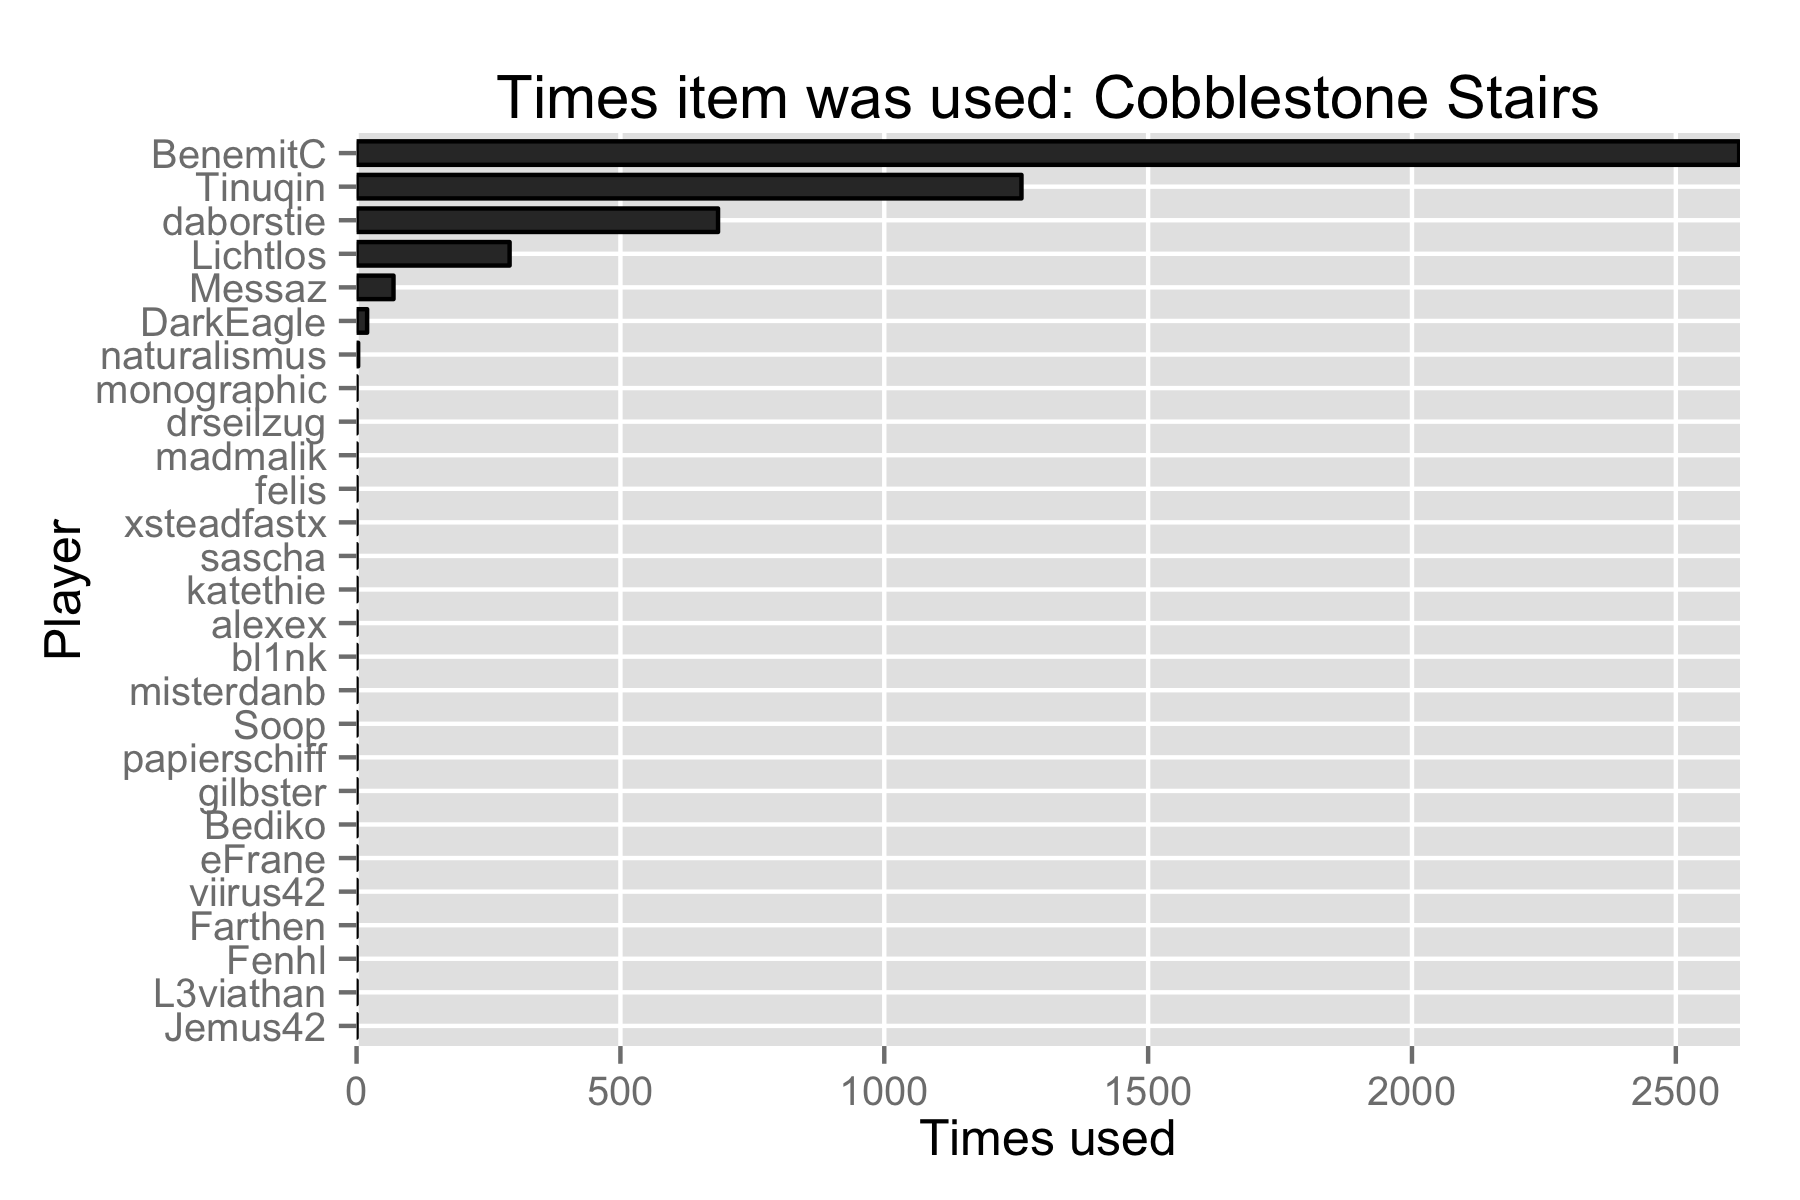 Times item was used: Cobblestone Stairs
BenemitC
Tinuqin
daborstie
Lichtlos
Messaz
DarkEagle
naturalismus
monographic
drseilzug
madmalik
felis
xsteadfastx
sascha
katethie
alexex
bl1nk
misterdanb
Soop
papierschiff
gilbster
Bediko
eFrane
viirus42
Farthen
Fenhl
L3viathan
Jemus42
Player
0 500 1000 1500 2000 2500
Times used